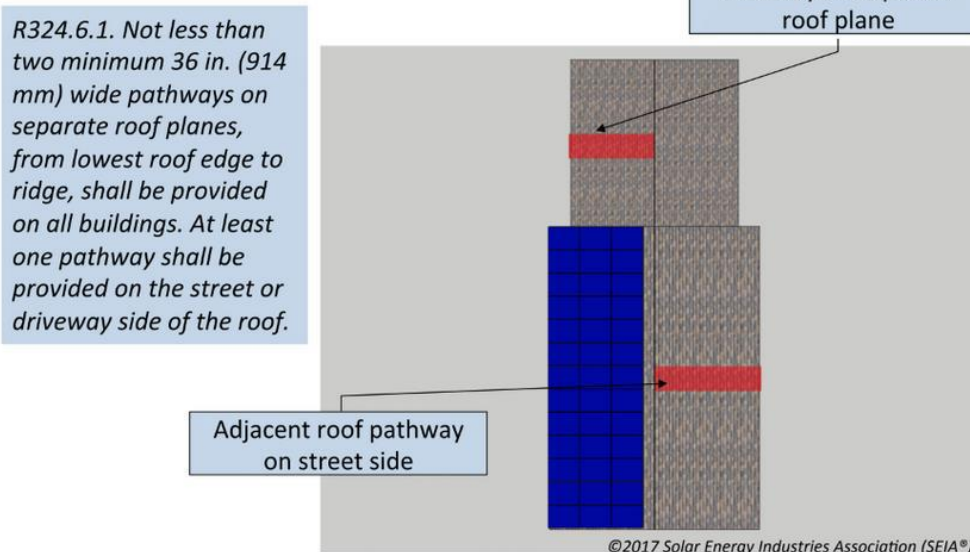 R324.6.1. Not less than
two minimum 36 in. (914
mm) wide pathways on
separate roof planes,
from lowest roof edge to
ridge, shall be provided
on all buildings. At least
one pathway shall be
provided on the street or
driveway side of the roof.
roof plane
Adjacent roof pathway
on street side
©2017 Solar Energy Industries Association (SEIA®)